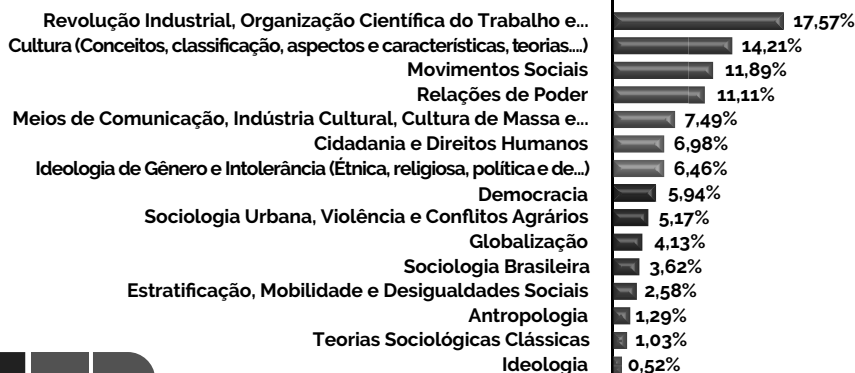 Revolução Industrial, Organização Científica do Trabalho e... 17,57%
Cultura (Conceitos, classificação, aspectos e características, teorias....) 14,21%
Movimentos Sociais 11,89%
Relações de Poder 11,11%
Meios de Comunicação, Indústria Cultural, Cultura de Massa e... 7,49%
Cidadania e Direitos Humanos 6,98%
Ideologia de Gênero e Intolerância (Étnica, religiosa, política e de...) 6,46%
Democracia 5,94%
Sociologia Urbana, Violência e Conflitos Agrários 5,17%
Globalização 4,13%
Sociologia Brasileira 3,62%
Estratificação, Mobilidade e Desigualdades Sociais 2,58%
Antropologia 1,29%
Teorias Sociológicas Clássicas 1,03%
Ideologia 0,52%